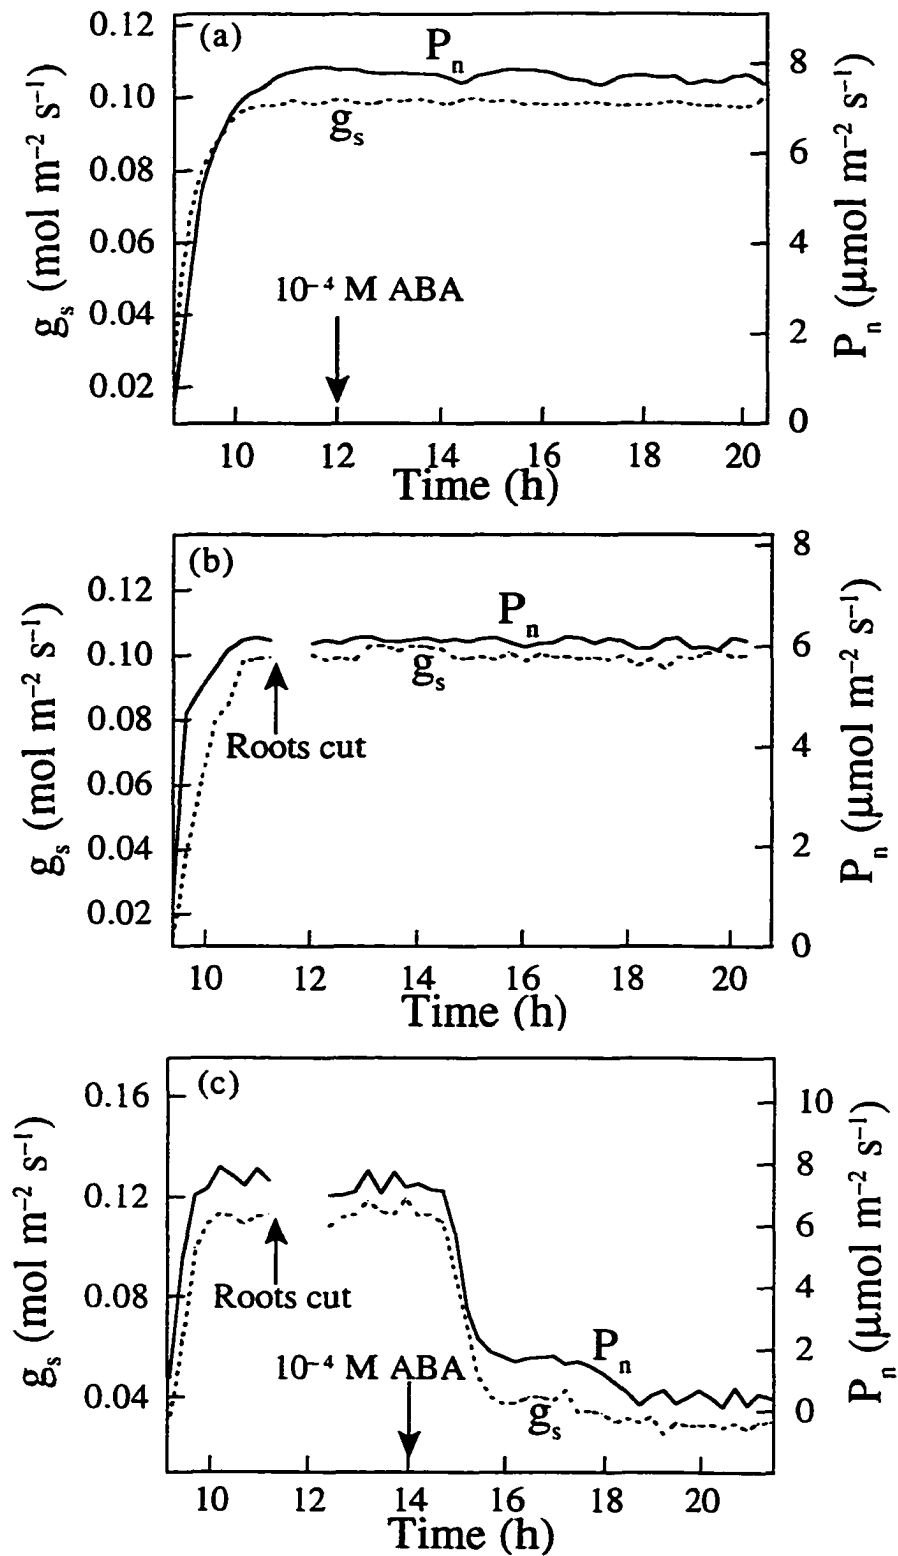 (a)
P_n
g_s
10⁻⁴ M ABA
g_s (mol m⁻² s⁻¹)
0.12
0.10
0.08
0.06
0.04
0.02
P_n (μmol m⁻² s⁻¹)
8
6
4
2
0
10 12 14 16 18 20
Time (h)
(b)
P_n
g_s
Roots cut
g_s (mol m⁻² s⁻¹)
0.12
0.10
0.08
0.06
0.04
0.02
P_n (μmol m⁻² s⁻¹)
8
6
4
2
0
10 12 14 16 18 20
Time (h)
(c)
Roots cut
10⁻⁴ M ABA
P_n
g_s
g_s (mol m⁻² s⁻¹)
0.16
0.12
0.08
0.04
P_n (μmol m⁻² s⁻¹)
10
8
6
4
2
0
10 12 14 16 18 20
Time (h)